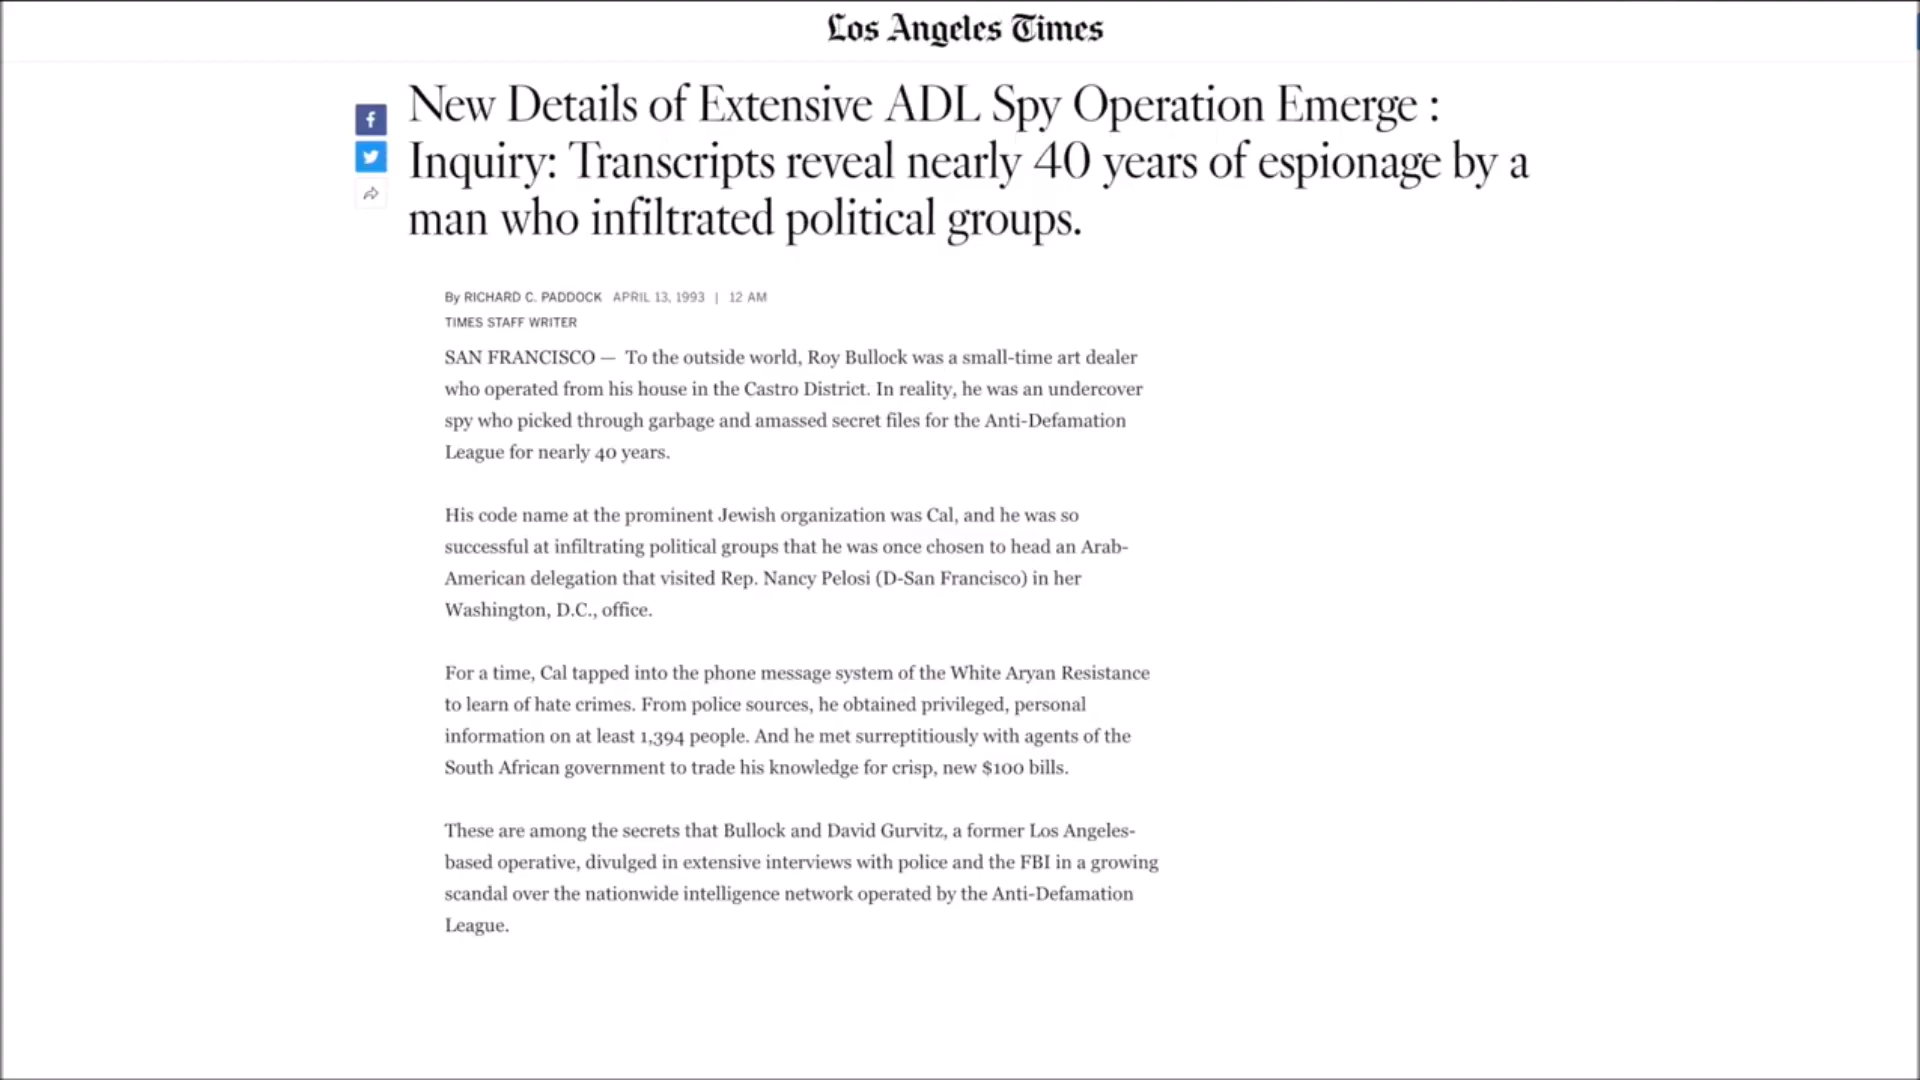 Los Angeles Times
New Details of Extensive ADL Spy Operation Emerge :
Inquiry: Transcripts reveal nearly 40 years of espionage by a
man who infiltrated political groups.
By RICHARD C. PADDOCK APRIL 13, 1993 | 12 AM
TIMES STAFF WRITER
SAN FRANCISCO — To the outside world, Roy Bullock was a small-time art dealer
who operated from his house in the Castro District. In reality, he was an undercover
spy who picked through garbage and amassed secret files for the Anti-Defamation
League for nearly 40 years.
His code name at the prominent Jewish organization was Cal, and he was so
successful at infiltrating political groups that he was once chosen to head an Arab-
American delegation that visited Rep. Nancy Pelosi (D-San Francisco) in her
Washington, D.C., office.
For a time, Cal tapped into the phone message system of the White Aryan Resistance
to learn of hate crimes. From police sources, he obtained privileged, personal
information on at least 1,394 people. And he met surreptitiously with agents of the
South African government to trade his knowledge for crisp, new $100 bills.
These are among the secrets that Bullock and David Gurvitz, a former Los Angeles-
based operative, divulged in extensive interviews with police and the FBI in a growing
scandal over the nationwide intelligence network operated by the Anti-Defamation
League.